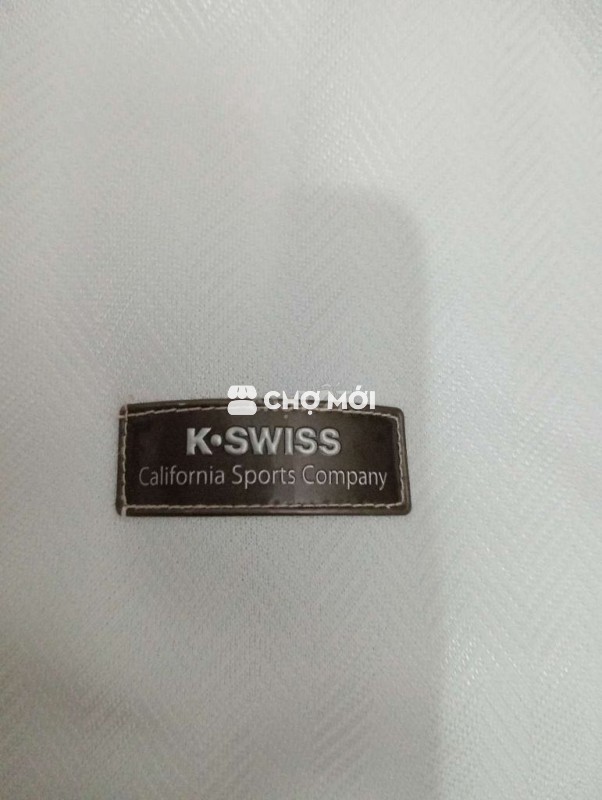 CHỢ MỚI
K•SWISS
California Sports Company